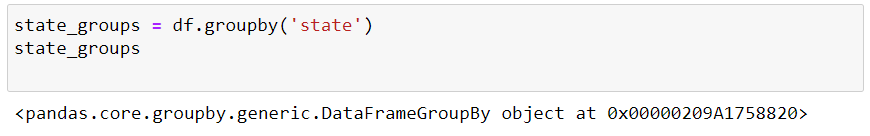 state_groups = df.groupby('state')
state_groups
<pandas.core.groupby.generic.DataFrameGroupBy object at 0x00000209A1758820>